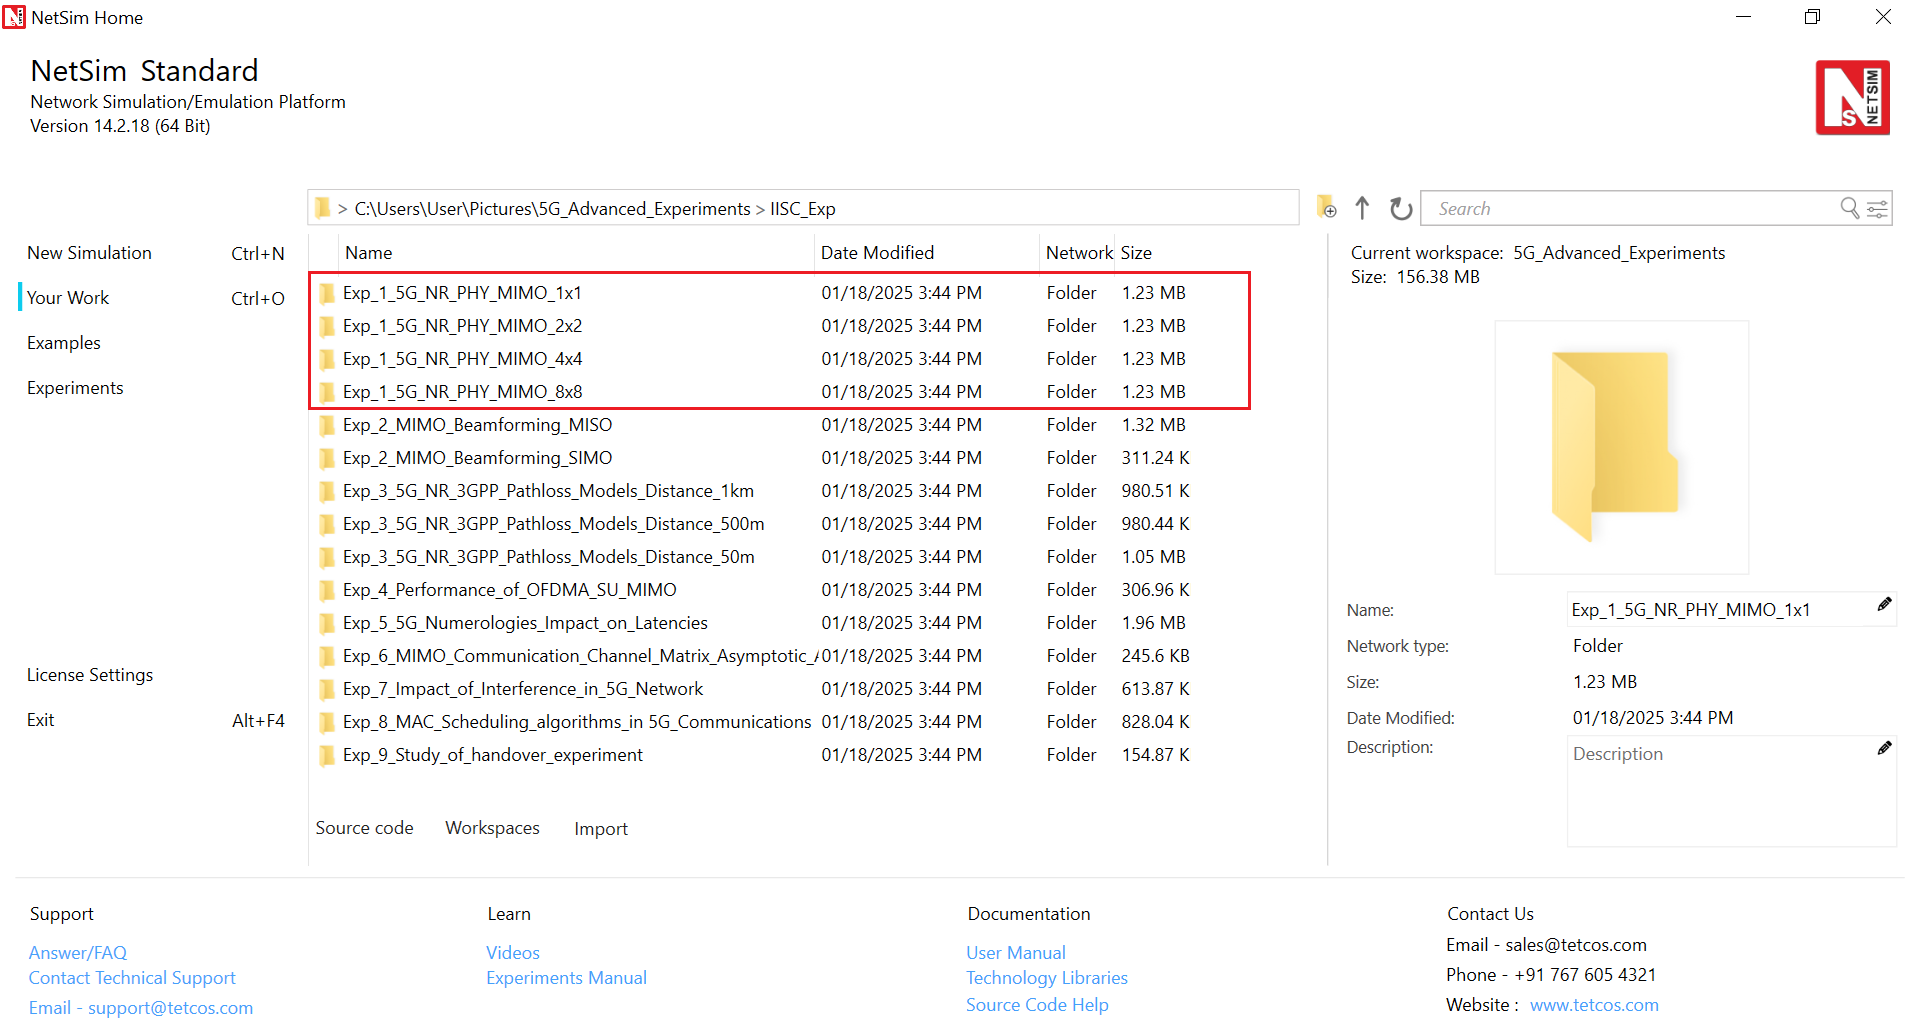 NetSim Home
NetSim Standard
Network Simulation/Emulation Platform
Version 14.2.18 (64 Bit)
NETSIM
NS
> C:\Users\User\Pictures\5G_Advanced_Experiments > IISC_Exp
Search
New Simulation Ctrl+N
Your Work Ctrl+O
Examples
Experiments
License Settings
Exit Alt+F4
Name Date Modified Network Size
Exp_1_5G_NR_PHY_MIMO_1x1 01/18/2025 3:44 PM Folder 1.23 MB
Exp_1_5G_NR_PHY_MIMO_2x2 01/18/2025 3:44 PM Folder 1.23 MB
Exp_1_5G_NR_PHY_MIMO_4x4 01/18/2025 3:44 PM Folder 1.23 MB
Exp_1_5G_NR_PHY_MIMO_8x8 01/18/2025 3:44 PM Folder 1.23 MB
Exp_2_MIMO_Beamforming_MISO 01/18/2025 3:44 PM Folder 1.32 MB
Exp_2_MIMO_Beamforming_SIMO 01/18/2025 3:44 PM Folder 311.24 K
Exp_3_5G_NR_3GPP_Pathloss_Models_Distance_1km 01/18/2025 3:44 PM Folder 980.51 K
Exp_3_5G_NR_3GPP_Pathloss_Models_Distance_500m 01/18/2025 3:44 PM Folder 980.44 K
Exp_3_5G_NR_3GPP_Pathloss_Models_Distance_50m 01/18/2025 3:44 PM Folder 1.05 MB
Exp_4_Performance_of_OFDMA_SU_MIMO 01/18/2025 3:44 PM Folder 306.96 K
Exp_5_5G_Numerologies_Impact_on_Latencies 01/18/2025 3:44 PM Folder 1.96 MB
Exp_6_MIMO_Communication_Channel_Matrix_Asymptotic_A 01/18/2025 3:44 PM Folder 245.6 KB
Exp_7_Impact_of_Interference_in_5G_Network 01/18/2025 3:44 PM Folder 613.87 K
Exp_8_MAC_Scheduling_algorithms_in 5G_Communications 01/18/2025 3:44 PM Folder 828.04 K
Exp_9_Study_of_handover_experiment 01/18/2025 3:44 PM Folder 154.87 K
Source code Workspaces Import
Current workspace: 5G_Advanced_Experiments
Size: 156.38 MB
Name: Exp_1_5G_NR_PHY_MIMO_1x1
Network type: Folder
Size: 1.23 MB
Date Modified: 01/18/2025 3:44 PM
Description: Description
Support
Answer/FAQ
Contact Technical Support
Email - support@tetcos.com
Learn
Videos
Experiments Manual
Documentation
User Manual
Technology Libraries
Source Code Help
Contact Us
Email - sales@tetcos.com
Phone - +91 767 605 4321
Website : www.tetcos.com